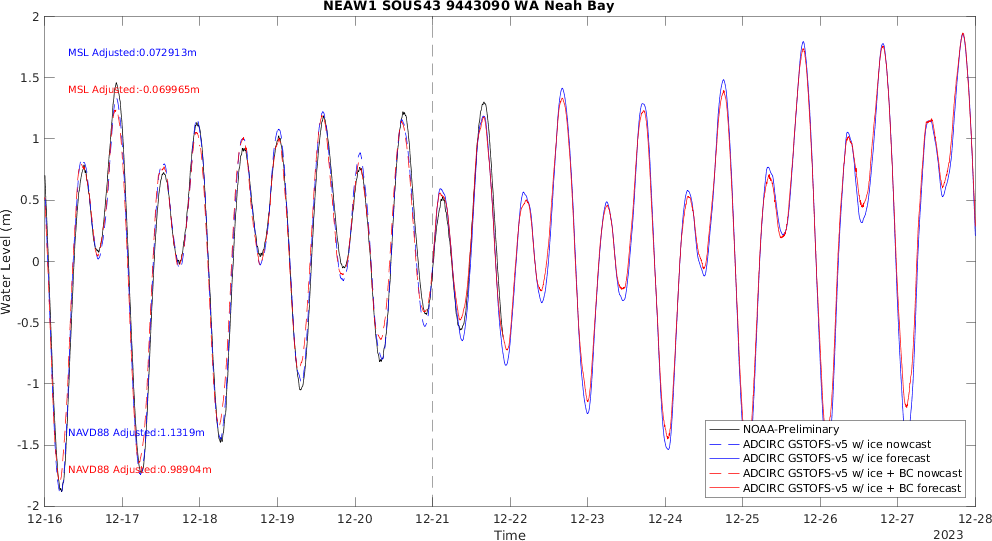 NEAW1 SOUS43 9443090 WA Neah Bay
2
1.5
1
0.5
0
-0.5
-1
-1.5
-2
Water Level (m)
MSL Adjusted:0.072913m
MSL Adjusted:-0.069965m
NAVD88 Adjusted:1.1319m
NAVD88 Adjusted:0.98904m
NOAA-Preliminary
ADCIRC GSTOFS-v5 w/ ice nowcast
ADCIRC GSTOFS-v5 w/ ice forecast
ADCIRC GSTOFS-v5 w/ ice + BC nowcast
ADCIRC GSTOFS-v5 w/ ice + BC forecast
12-16 12-17 12-18 12-19 12-20 12-21 12-22 12-23 12-24 12-25 12-26 12-27 12-28
Time
2023